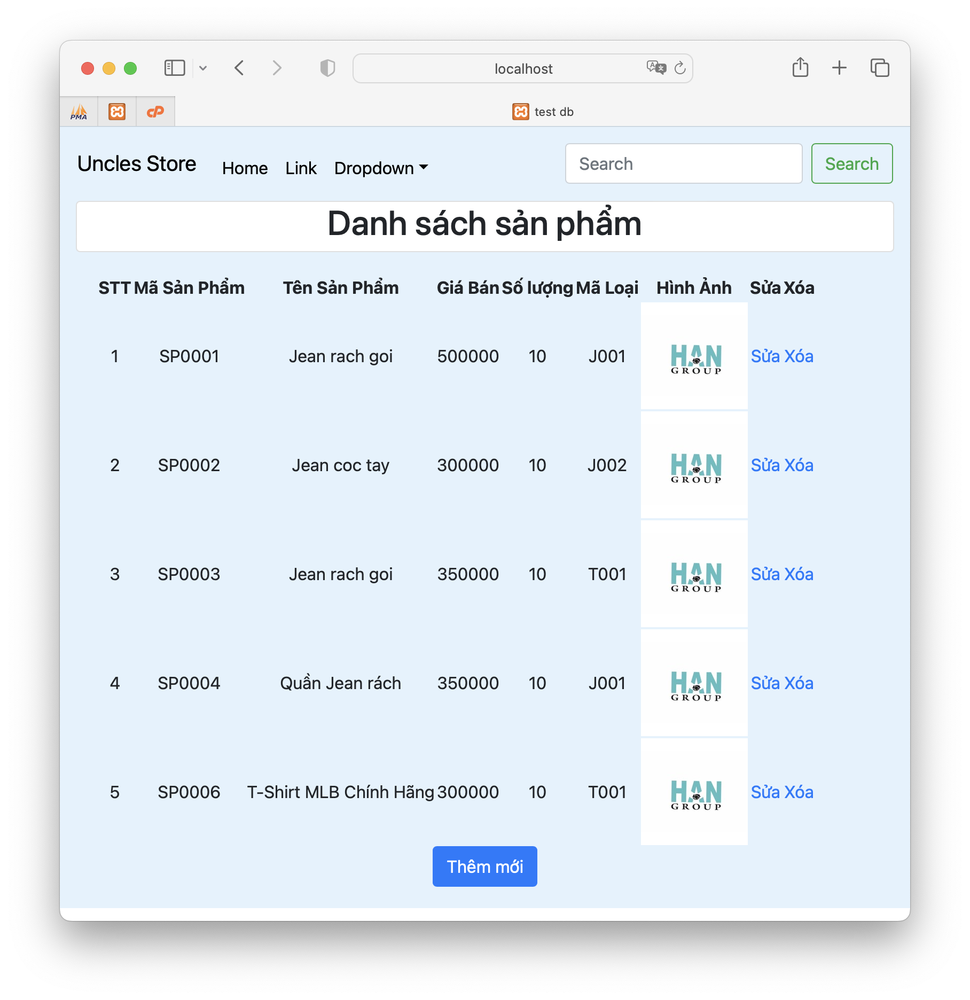 localhost
PMA
test db
Uncles Store Home Link Dropdown Search Search
Danh sách sản phẩm
STT Mã Sản Phẩm Tên Sản Phẩm Giá Bán Số lượng Mã Loại Hình Ảnh Sửa Xóa
1 SP0001 Jean rach goi 500000 10 J001 HAN GROUP Sửa Xóa
2 SP0002 Jean coc tay 300000 10 J002 HAN GROUP Sửa Xóa
3 SP0003 Jean rach goi 350000 10 T001 HAN GROUP Sửa Xóa
4 SP0004 Quần Jean rách 350000 10 J001 HAN GROUP Sửa Xóa
5 SP0006 T-Shirt MLB Chính Hãng 300000 10 T001 HAN GROUP Sửa Xóa
Thêm mới